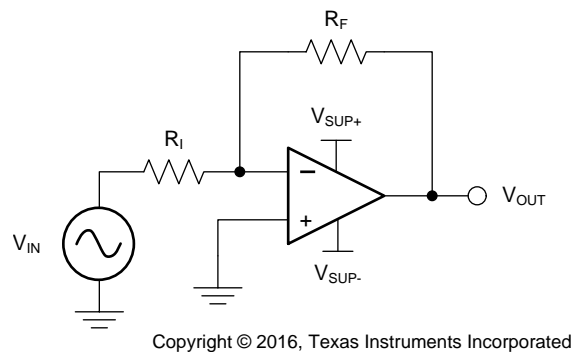 RF
VSUP+
RI
−
+
VOUT
VIN
VSUP-
Copyright © 2016, Texas Instruments Incorporated